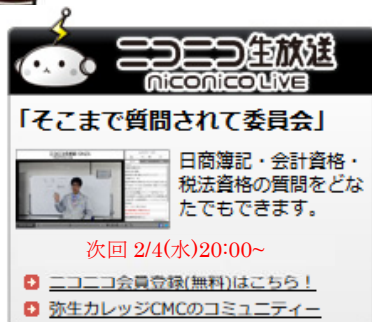 ニコニコ生放送
niconicoLIVE
「そこまで質問されて委員会」
日商簿記・会計資格・
税法資格の質問をどな
たでもできます。
次回 2/4(水)20:00~
ニコニコ会員登録(無料)はこちら!
弥生カレッジCMCのコミュニティー